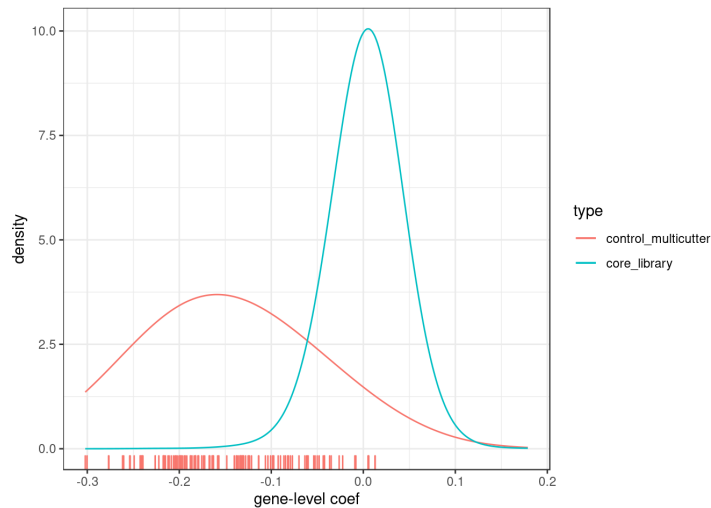 10.0
7.5
5.0
2.5
0.0
density
-0.3
-0.2
-0.1
0.0
0.1
0.2
gene-level coef
type
control_multicutter
core_library